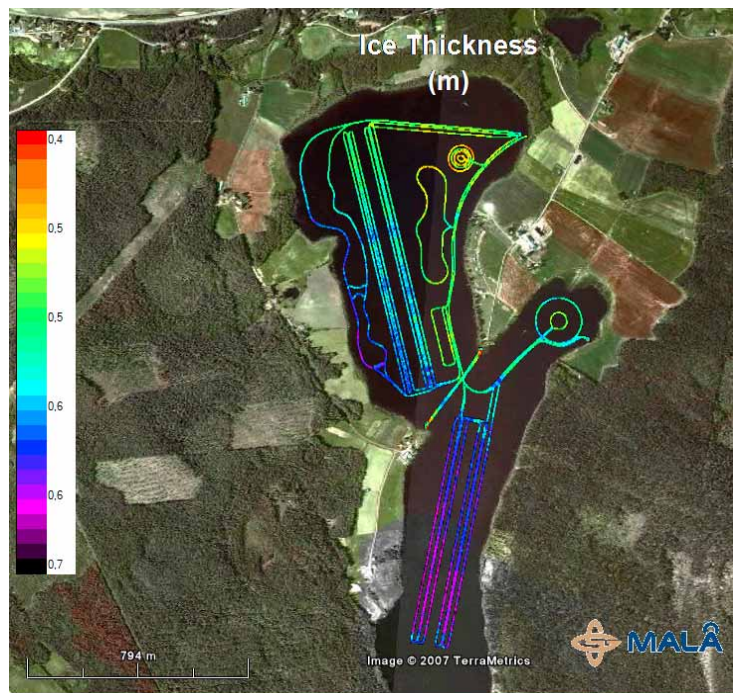 Ice Thickness
(m)
0,4
0,5
0,5
0,6
0,6
0,7
794 m
Image © 2007 TerraMetrics
MALÅ